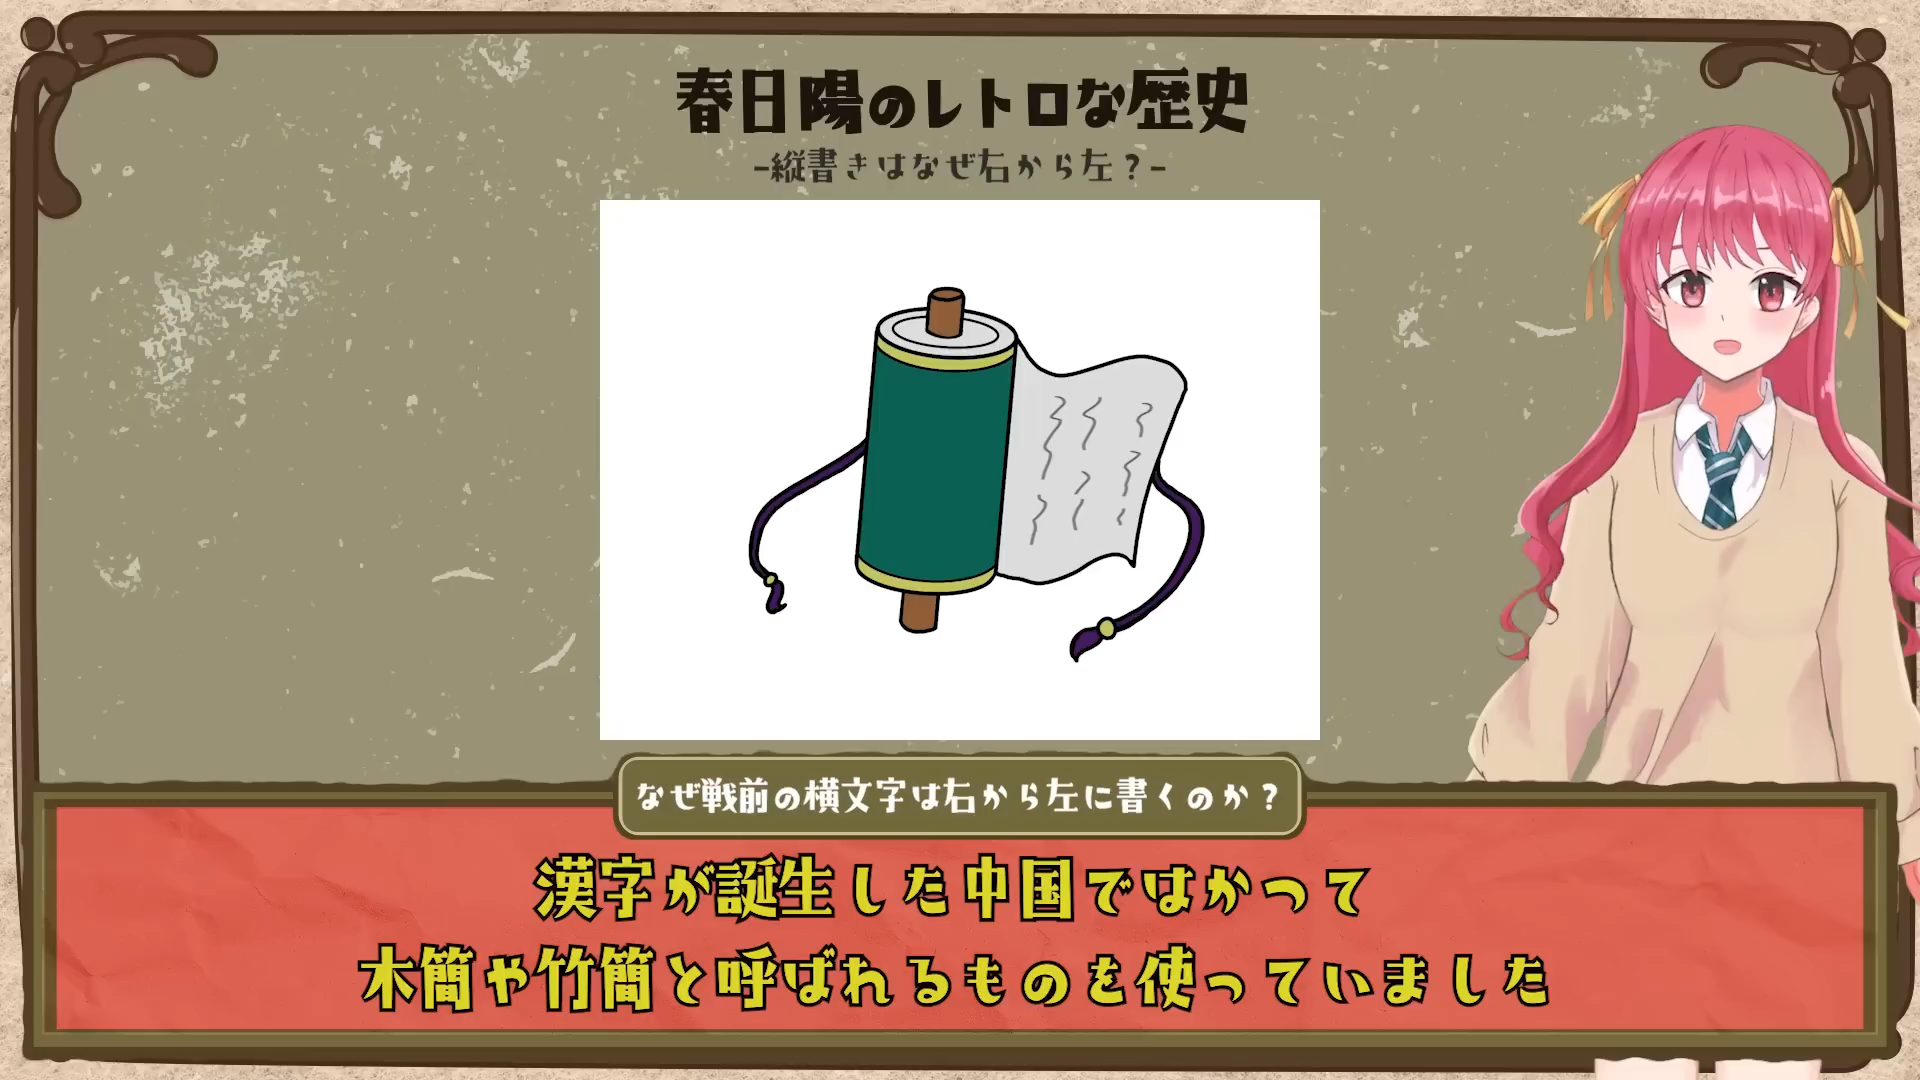 春日陽のレトロな歴史
-縦書きはなぜ右から左？-
なぜ戦前の横文字は右から左に書くのか？
漢字が誕生した中国ではかつて
木簡や竹簡と呼ばれるものを使っていました